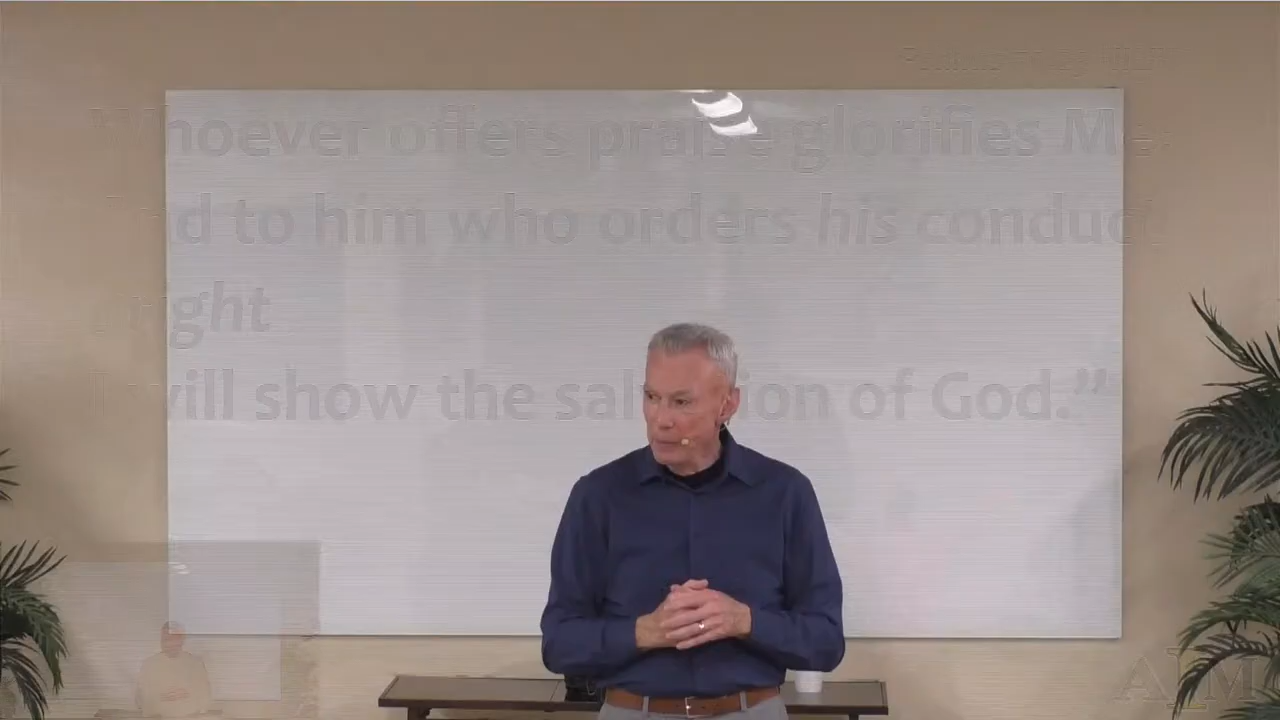 Whoever offers praise glorifies Me;
And to him who orders his conduct
aright
I will show the salvation of God.”